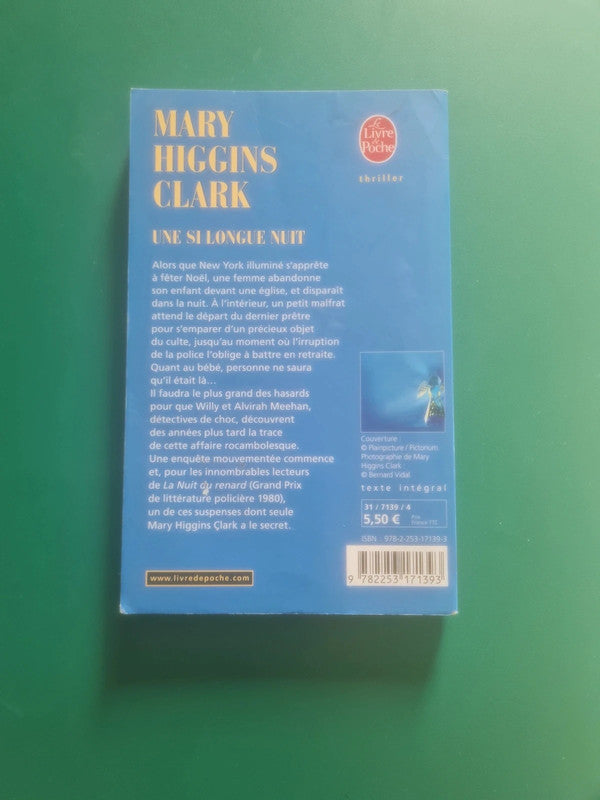 MARY
HIGGINS
CLARK
Le
Livre
de
Poche
thriller
UNE SI LONGUE NUIT
Alors que New York illuminé s'apprête
à fêter Noël, une femme abandonne
son enfant devant une église, et disparaît
dans la nuit. À l'intérieur, un petit malfrat
attend le départ du dernier prêtre
pour s'emparer d'un précieux objet
du culte, jusqu'au moment où l'irruption
de la police l'oblige à battre en retraite.
Quant au bébé, personne ne saura
qu'il était là...
Il faudra le plus grand des hasards
pour que Willy et Alvirah Meehan,
détectives de choc, découvrent
des années plus tard la trace
de cette affaire rocambolesque.
Une enquête mouvementée commence
et, pour les innombrables lecteurs
de La Nuit du renard (Grand Prix
de littérature policière 1980),
un de ces suspenses dont seule
Mary Higgins Clark a le secret.
www.livredepoche.com
Couverture :
© Plainpicture / Pictorium
Photographie de Mary
Higgins Clark :
© Bernard Vidal
texte intégral
31 / 7139 / 4
5,50 € Prix
France TTC
ISBN : 978-2-253-17139-3
9 782253 171393